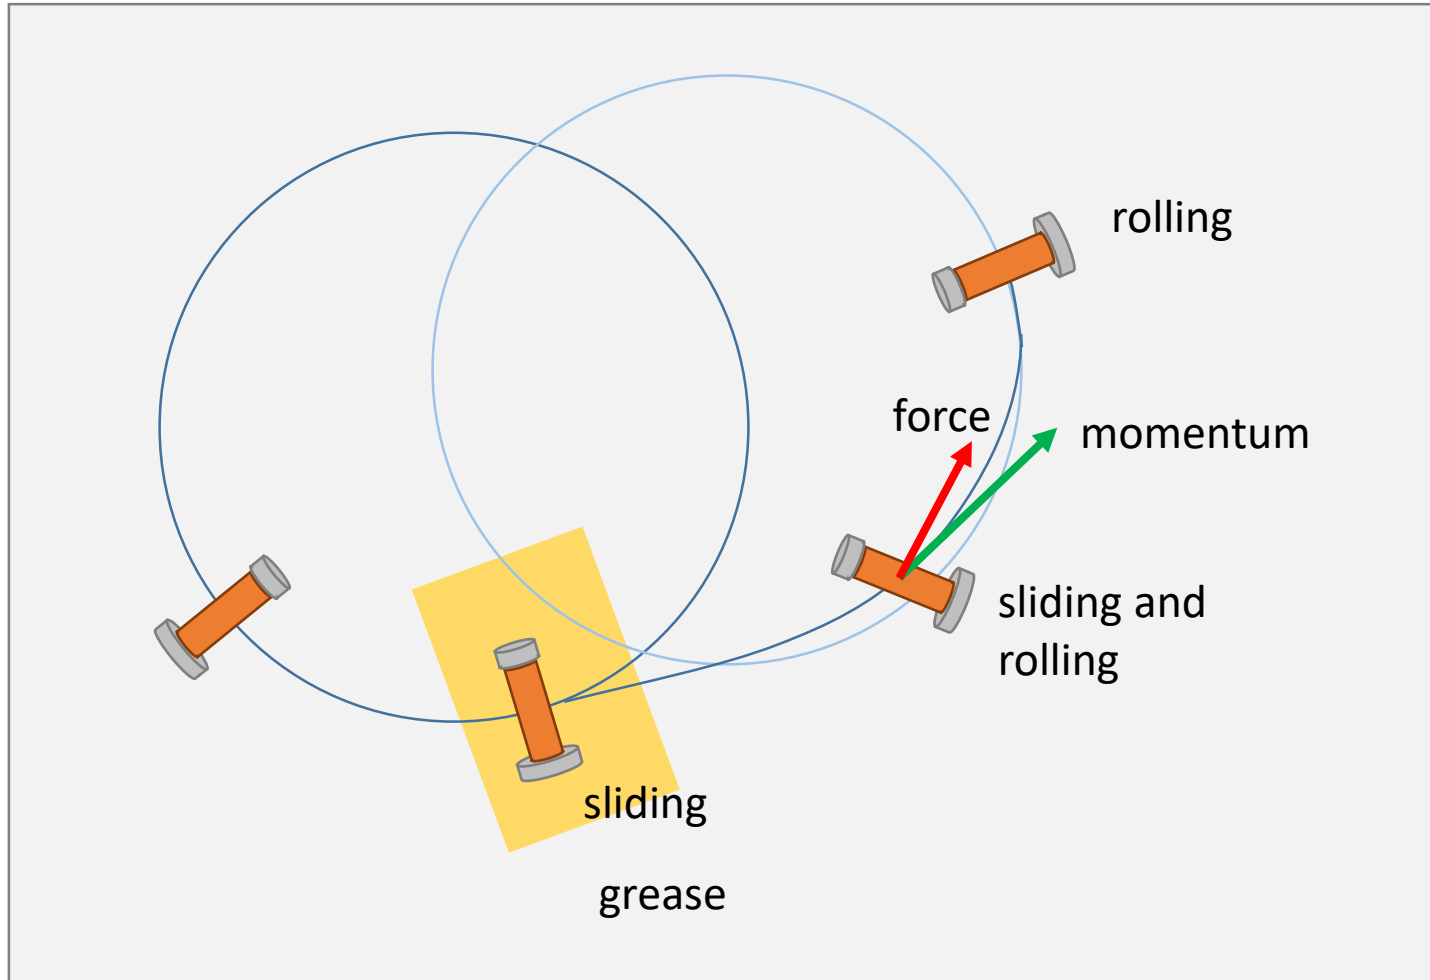 rolling
force
momentum
sliding and
rolling
sliding
grease